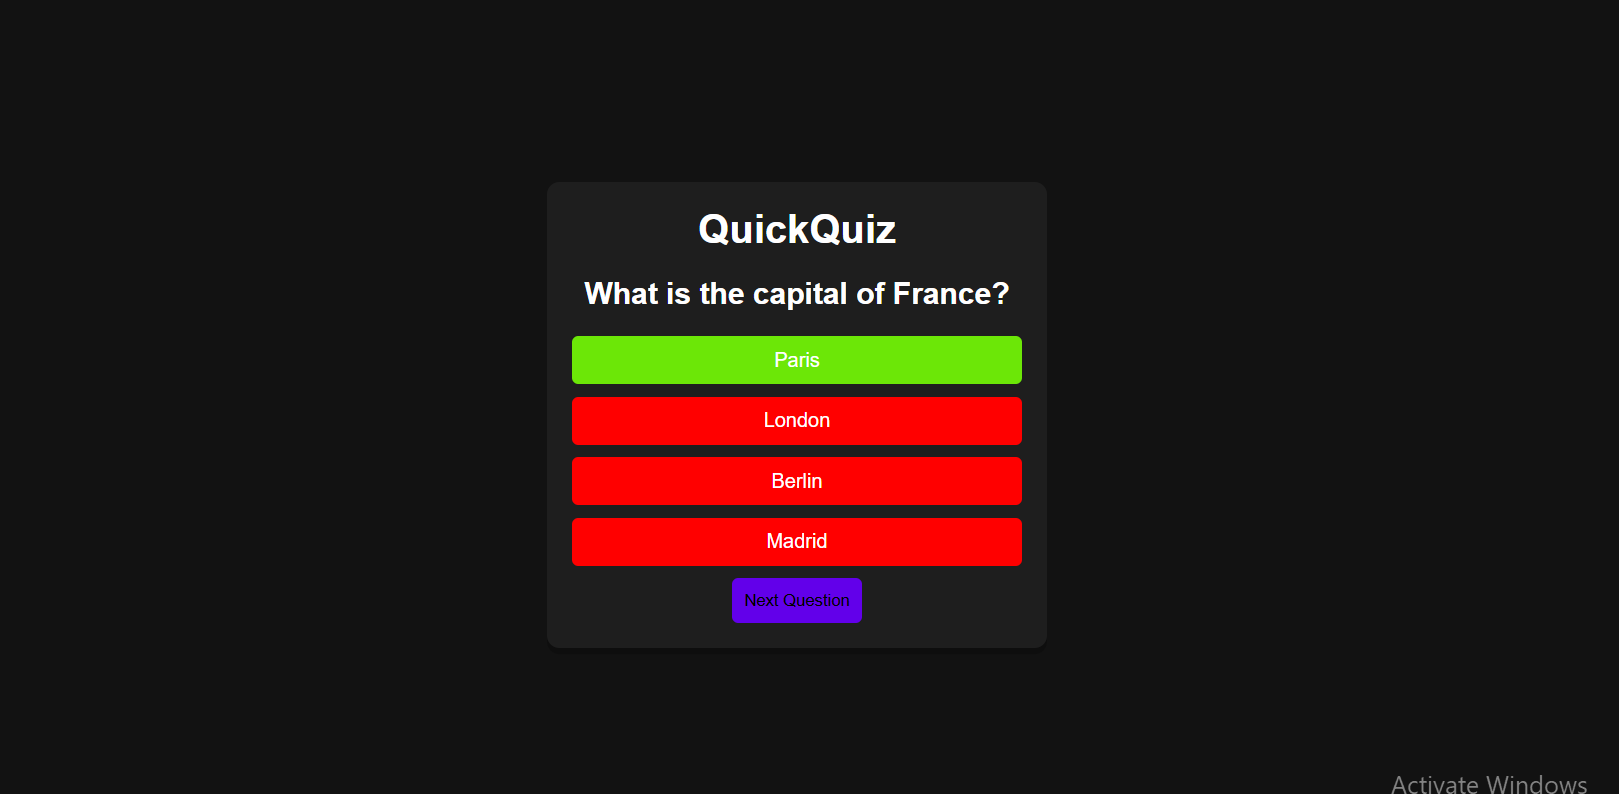 QuickQuiz
What is the capital of France?
Paris
London
Berlin
Madrid
Next Question
Activate Windows